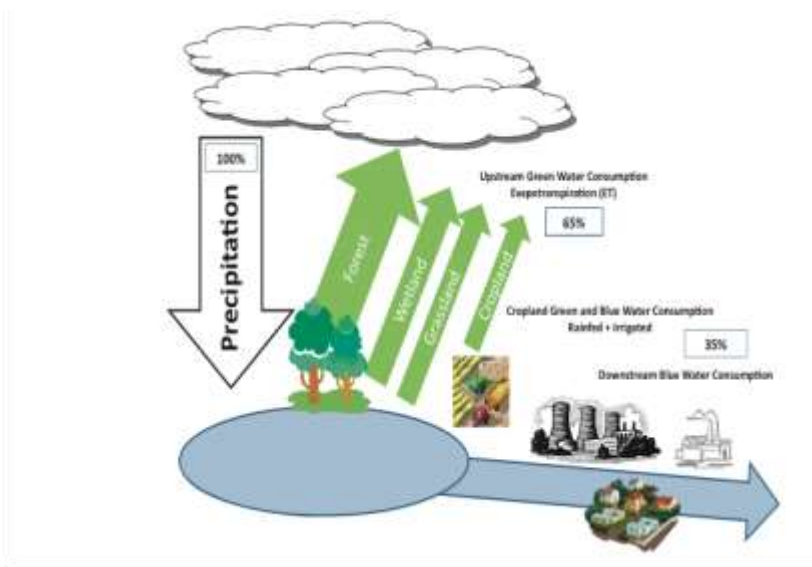 100%
Precipitation
Forest
Wetland
Grassland
Cropland
Upstream Green Water Consumption
Evapotranspiration (ET)
65%
Cropland Green and Blue Water Consumption
Rainfed + Irrigated
35%
Downstream Blue Water Consumption